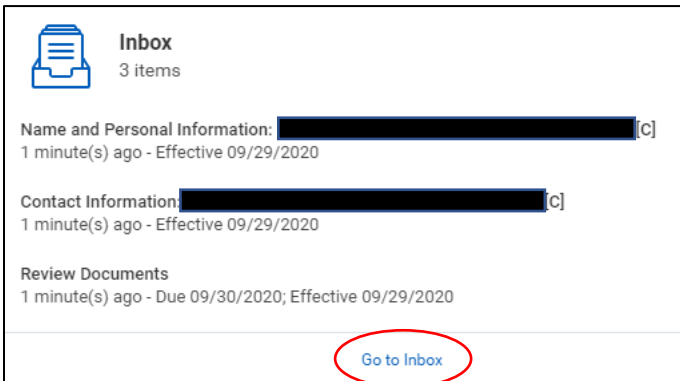 Inbox
3 items
Name and Personal Information: [C]
1 minute(s) ago - Effective 09/29/2020
Contact Information: [C]
1 minute(s) ago - Effective 09/29/2020
Review Documents
1 minute(s) ago - Due 09/30/2020; Effective 09/29/2020
Go to Inbox